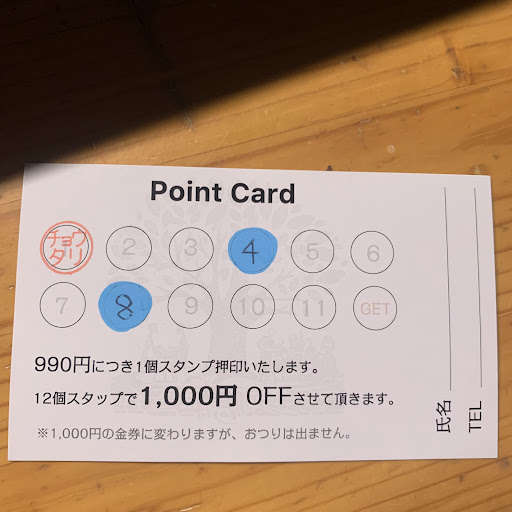 Point Card
チョウ
タリ
2 3 4 5 6
7 8 9 10 11 GET
990円につき1個スタンプ押印いたします。
12個スタップで1,000円 OFFさせて頂きます。
※1,000円の金券に変わりますが、おつりは出ません。
氏名
TEL